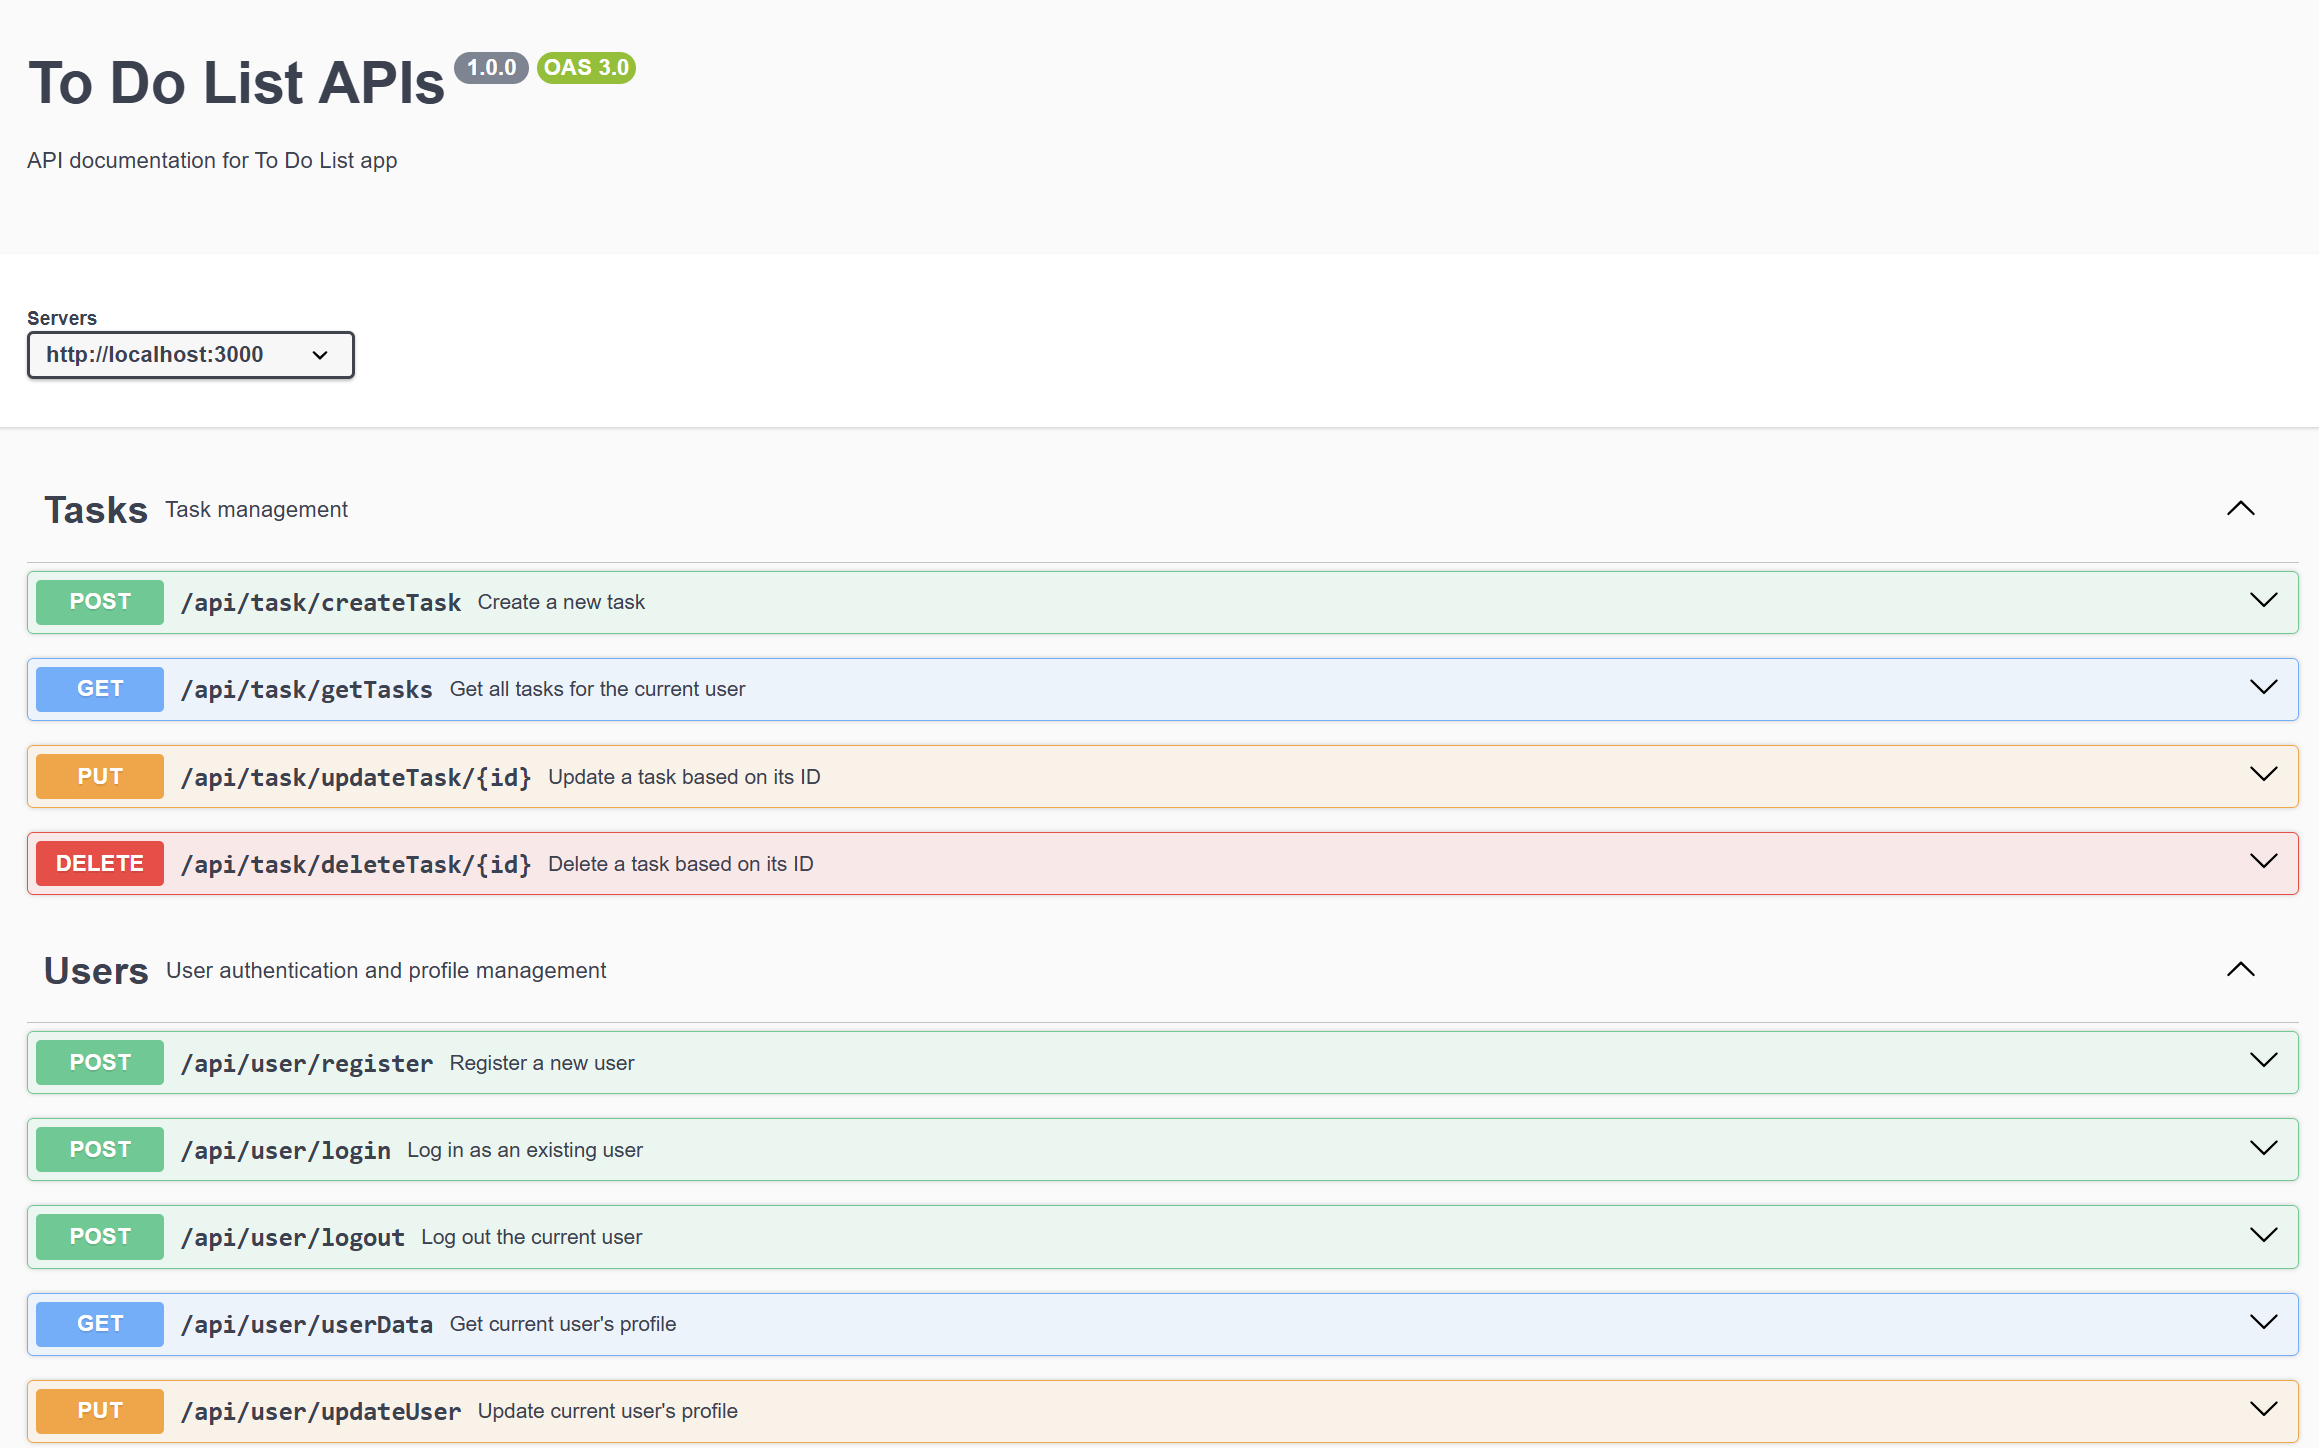 To Do List APIs 1.0.0 OAS 3.0
API documentation for To Do List app
Servers
http://localhost:3000
Tasks Task management
POST /api/task/createTask Create a new task
GET /api/task/getTasks Get all tasks for the current user
PUT /api/task/updateTask/{id} Update a task based on its ID
DELETE /api/task/deleteTask/{id} Delete a task based on its ID
Users User authentication and profile management
POST /api/user/register Register a new user
POST /api/user/login Log in as an existing user
POST /api/user/logout Log out the current user
GET /api/user/userData Get current user's profile
PUT /api/user/updateUser Update current user's profile